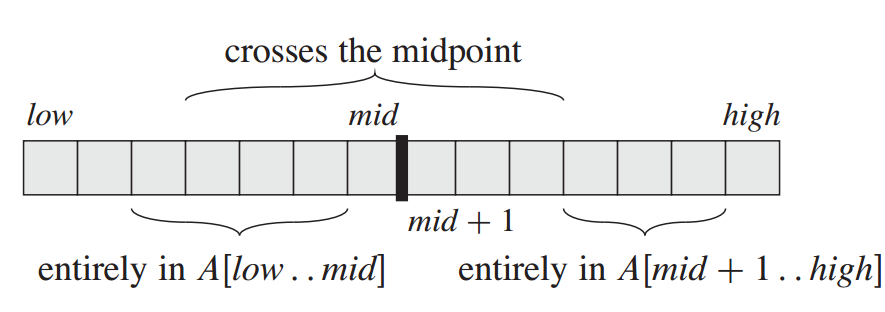 crosses the midpoint
low mid high
mid + 1
entirely in A[low . . mid] entirely in A[mid + 1 . . high]